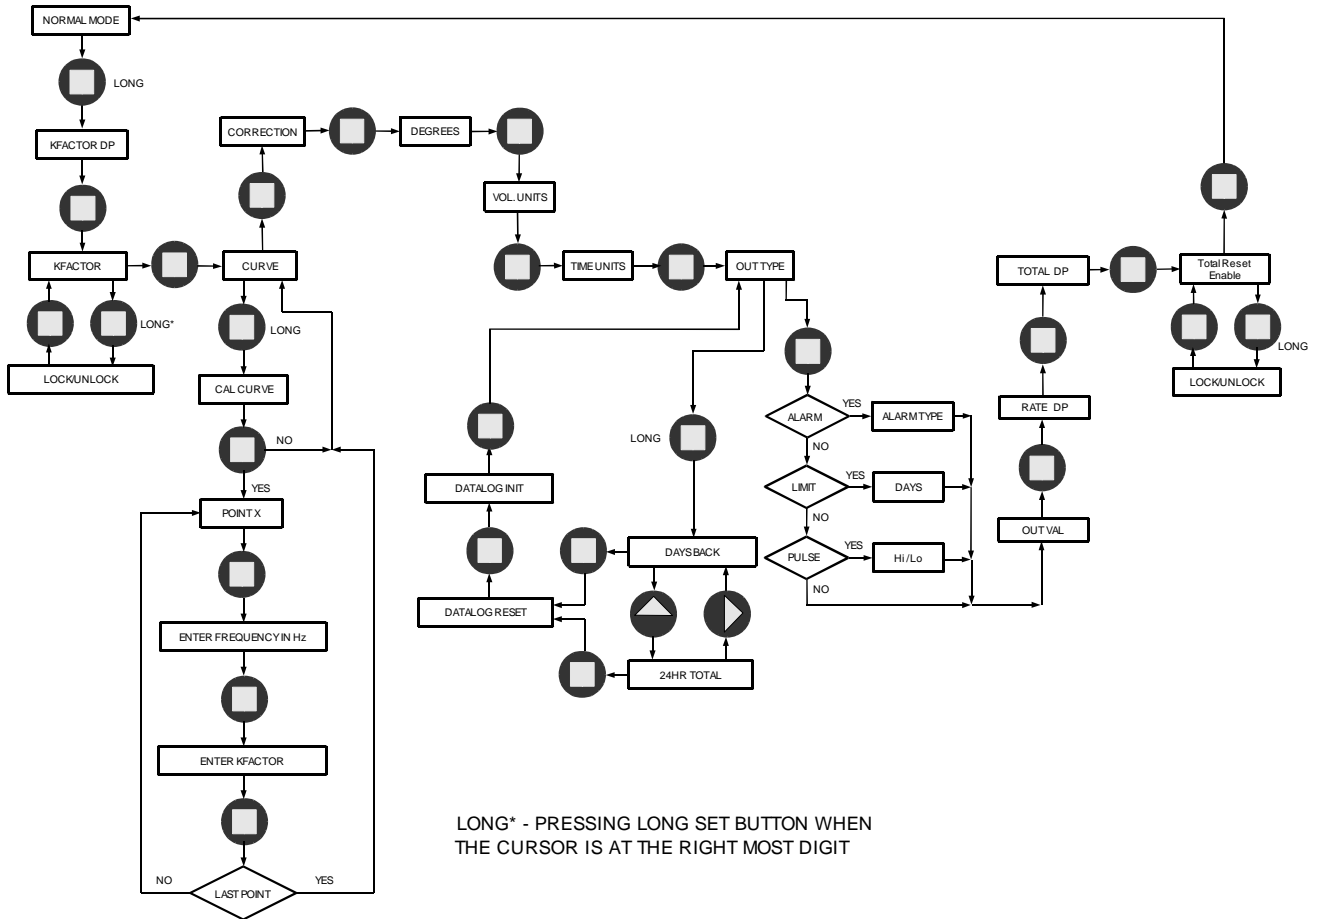 NORMAL MODE
LONG
KFACTOR DP
CORRECTION
DEGREES
VOL. UNITS
KFACTOR
CURVE
TIME UNITS
OUT TYPE
TOTAL DP
Total Reset
Enable
LONG*
LONG
LONG
LOCK/UNLOCK
CAL CURVE
LOCK/UNLOCK
ALARM
YES
ALARM TYPE
RATE DP
NO
LONG
NO
YES
DATALOG INIT
LIMIT
YES
DAYS
POINT X
NO
OUT VAL
DAYS BACK
PULSE
YES
Hi / Lo
NO
DATALOG RESET
ENTER FREQUENCY IN Hz
24HR TOTAL
ENTER KFACTOR
LONG* - PRESSING LONG SET BUTTON WHEN
THE CURSOR IS AT THE RIGHT MOST DIGIT
NO
LAST POINT
YES